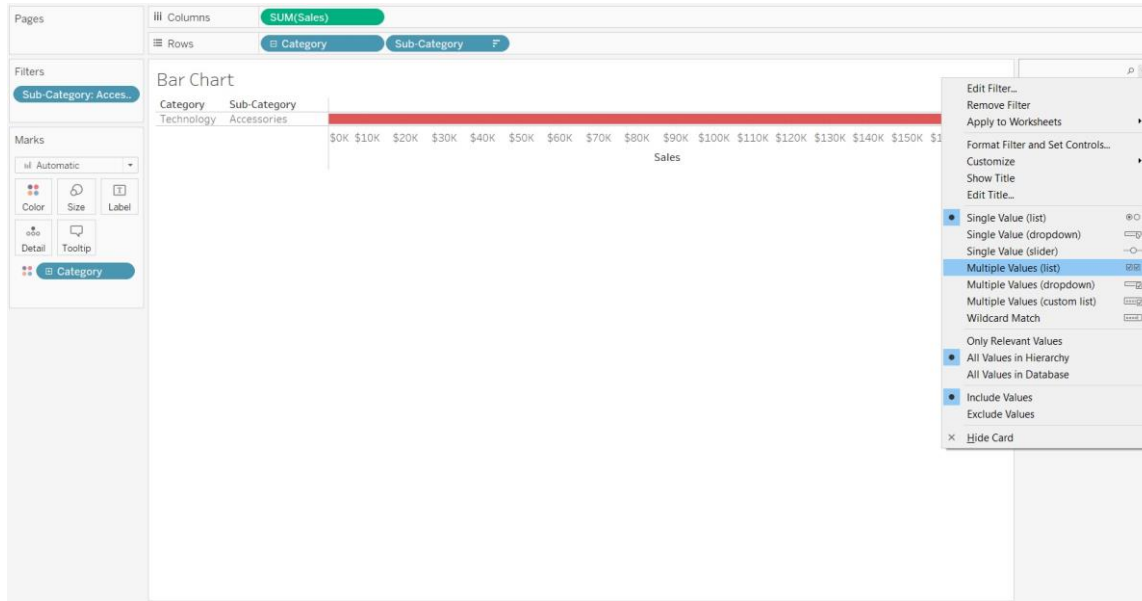 Pages
Columns
SUM(Sales)
Rows
Category
Sub-Category
Filters
Sub-Category: Acces..
Marks
Automatic
Color
Size
Label
Detail
Tooltip
Category
Bar Chart
Category Sub-Category
Technology Accessories
$0K $10K $20K $30K $40K $50K $60K $70K $80K $90K $100K $110K $120K $130K $140K $150K $1
Sales
Edit Filter...
Remove Filter
Apply to Worksheets
Format Filter and Set Controls...
Customize
Show Title
Edit Title...
Single Value (list)
Single Value (dropdown)
Single Value (slider)
Multiple Values (list)
Multiple Values (dropdown)
Multiple Values (custom list)
Wildcard Match
Only Relevant Values
All Values in Hierarchy
All Values in Database
Include Values
Exclude Values
Hide Card